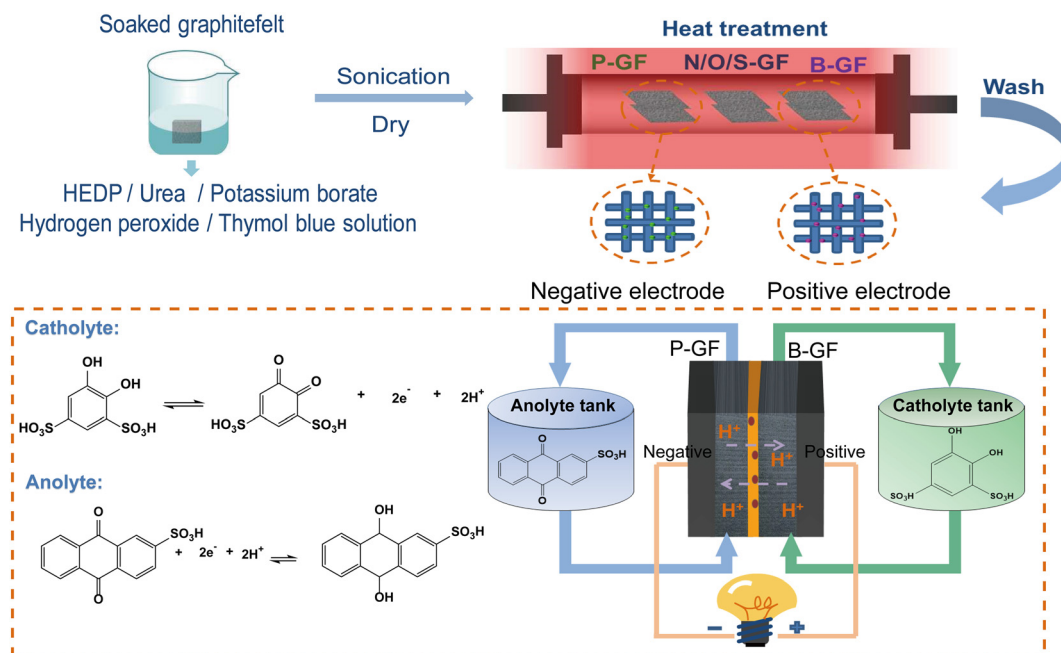 Soaked graphitefelt
Sonication
Dry
HEDP / Urea / Potassium borate
Hydrogen peroxide / Thymol blue solution
Heat treatment
P-GF N/O/S-GF B-GF
Wash
Negative electrode Positive electrode
Catholyte:
OH
OH
HO₃S
SO₃H
⇌
O
O
HO₃S
SO₃H
+ 2e⁻ + 2H⁺
Anolyte:
O
SO₃H
O
+ 2e⁻ + 2H⁺ ⇌
OH
SO₃H
OH
P-GF B-GF
Anolyte tank
O
SO₃H
O
Negative
H⁺
H⁺
H⁺
H⁺
Positive
Catholyte tank
OH
OH
SO₃H
SO₃H
− +